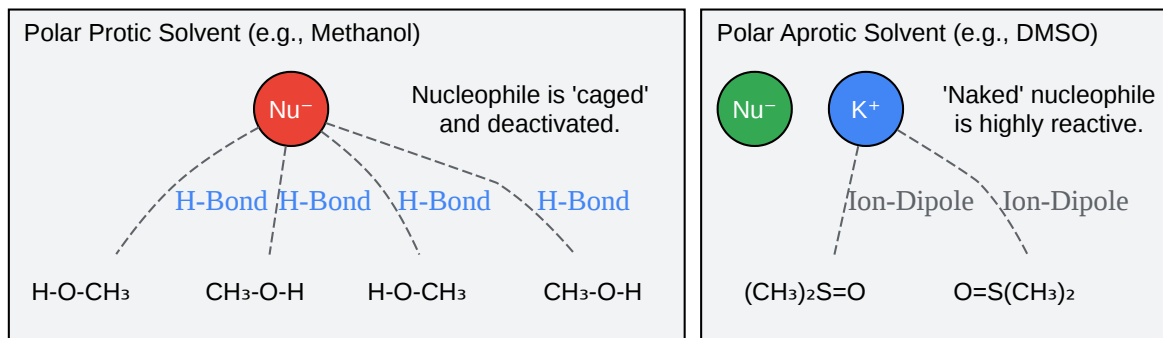 Polar Protic Solvent (e.g., Methanol)
Nu⁻
Nucleophile is 'caged'
and deactivated.
H-Bond
H-Bond
H-Bond
H-Bond
H-O-CH₃
CH₃-O-H
H-O-CH₃
CH₃-O-H
Polar Aprotic Solvent (e.g., DMSO)
Nu⁻
K⁺
'Naked' nucleophile
is highly reactive.
Ion-Dipole
Ion-Dipole
(CH₃)₂S=O
O=S(CH₃)₂